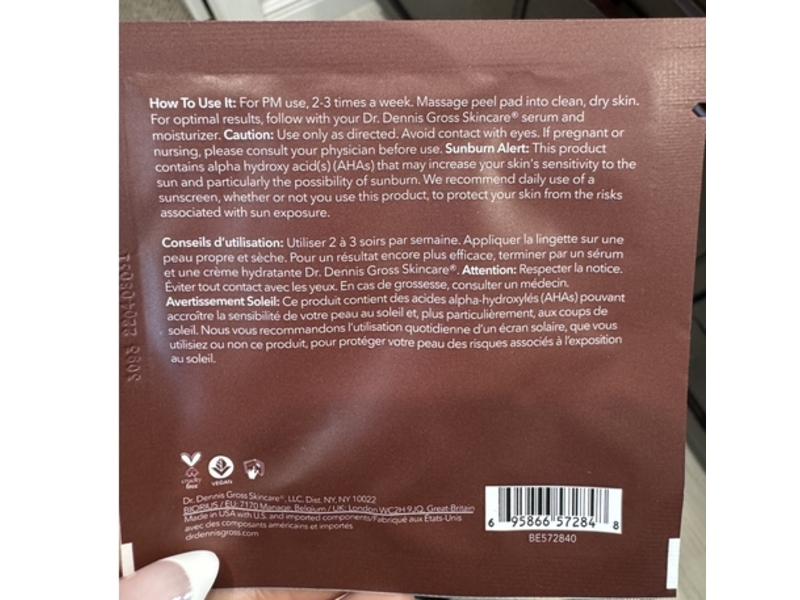 How To Use It: For PM use, 2-3 times a week. Massage peel pad into clean, dry skin.
For optimal results, follow with your Dr. Dennis Gross Skincare® serum and
moisturizer. Caution: Use only as directed. Avoid contact with eyes. If pregnant or
nursing, please consult your physician before use. Sunburn Alert: This product
contains alpha hydroxy acid(s) (AHAs) that may increase your skin's sensitivity to the
sun and particularly the possibility of sunburn. We recommend daily use of a
sunscreen, whether or not you use this product, to protect your skin from the risks
associated with sun exposure.
Conseils d'utilisation: Utiliser 2 à 3 soirs par semaine. Appliquer la lingette sur une
peau propre et sèche. Pour un résultat encore plus efficace, terminer par un sérum
et une crème hydratante Dr. Dennis Gross Skincare®. Attention: Respecter la notice.
Éviter tout contact avec les yeux. En cas de grossesse, consulter un médecin.
Avertissement Soleil: Ce produit contient des acides alpha-hydroxylés (AHAs) pouvant
accroître la sensibilité de votre peau au soleil et, plus particulièrement, aux coups de
soleil. Nous vous recommandons l'utilisation quotidienne d'un écran solaire, que vous
utilisiez ou non ce produit, pour protéger votre peau des risques associés à l'exposition
au soleil.
cruelty
free
VEGAN
Dr. Dennis Gross Skincare®, LLC, Dist. NY, NY 10022
BIORIUS / EU: 7170 Manage, Belgium / UK: London WC2H 9JQ, Great-Britain
Made in USA with U.S. and imported components/Fabriqué aux États-Unis
avec des composants américains et importés
drdennisgross.com
6 95866 57284 8
BE572840